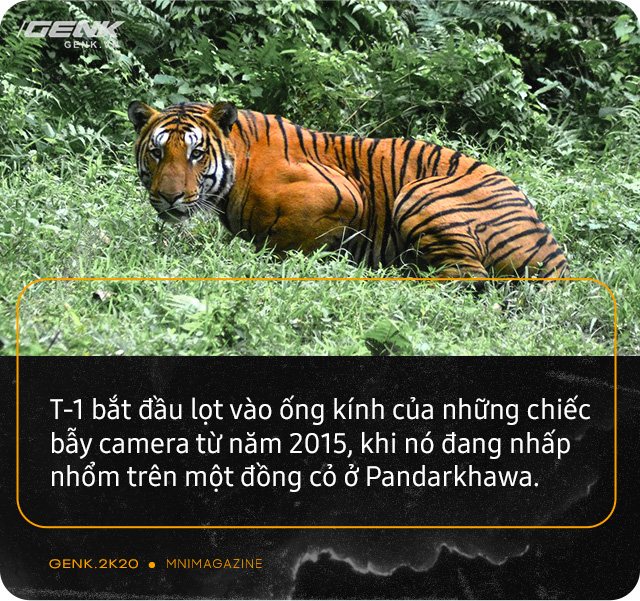 GENK
GENK.VN
T-1 bắt đầu lọt vào ống kính của những chiếc
bẫy camera từ năm 2015, khi nó đang nhấp
nhổm trên một đồng cỏ ở Pandarkhawa.
GENK.2K20 • MNIMAGAZINE